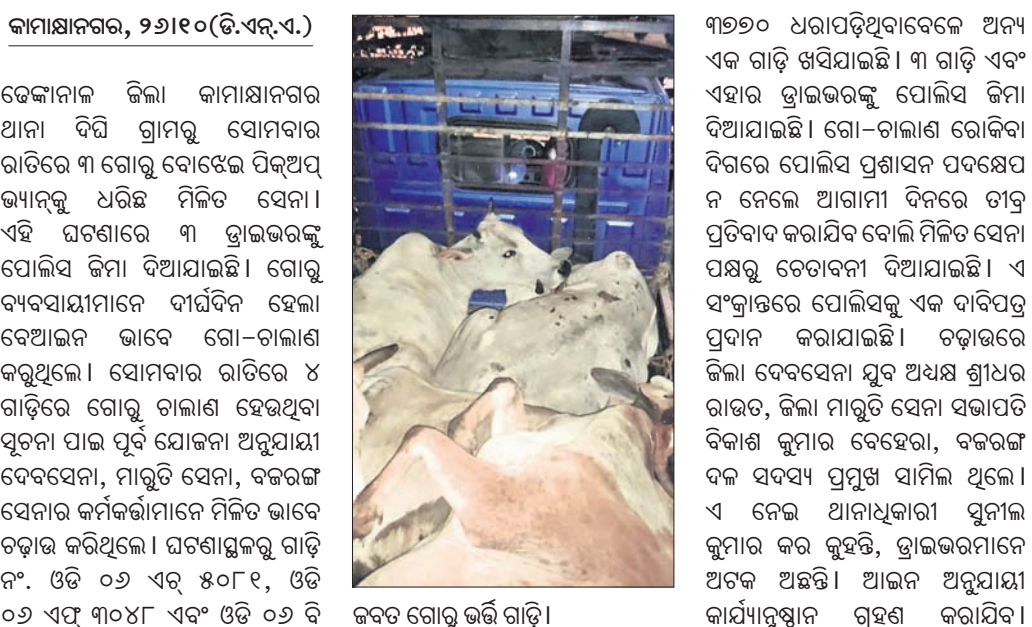 କାମାକ୍ଷାନଗର, ୨୬।୧୦(ଡି.ଏନ୍.ଏ.)
ଢେଙ୍କାନାଳ ଜିଲା କାମାକ୍ଷାନଗର
ଥାନା ଦିଘି ଗ୍ରାମରୁ ସୋମବାର
ରାତିରେ ୩ ଗୋରୁ ବୋଝେଇ ପିକ୍‌ଅପ୍
ଭ୍ୟାନ୍‌କୁ ଧରିଛ ମିଳିତ ସେନା।
ଏହି ଘଟଣାରେ ୩ ଡ୍ରାଇଭରଙ୍କୁ
ପୋଲିସ ଜିମା ଦିଆଯାଇଛି। ଗୋରୁ
ବ୍ୟବସାୟୀମାନେ ଦୀର୍ଘଦିନ ହେଲା
ବେଆଇନ ଭାବେ ଗୋ-ଚାଲାଣ
କରୁଥିଲେ। ସୋମବାର ରାତିରେ ୪
ଗାଡ଼ିରେ ଗୋରୁ ଚାଲାଣ ହେଉଥିବା
ସୂଚନା ପାଇ ପୂର୍ବ ଯୋଜନା ଅନୁଯାୟୀ
ଦେବସେନା, ମାରୁତି ସେନା, ବଜରଙ୍ଗ
ସେନାର କର୍ମକର୍ତ୍ତାମାନେ ମିଳିତ ଭାବେ
ଚଢ଼ାଉ କରିଥିଲେ। ଘଟଣାସ୍ଥଳରୁ ଗାଡ଼ି
ନଂ. ଓଡି ୦୬ ଏଚ୍ ୫୦୮୧, ଓଡି
୦୬ ଏଫ୍ ୩୦୪୮ ଏବଂ ଓଡି ୦୬ ବି
ଜବତ ଗୋରୁ ଭର୍ତ୍ତି ଗାଡ଼ି।
୩୭୭୦ ଧରାପଡ଼ିଥିବାବେଳେ ଅନ୍ୟ
ଏକ ଗାଡ଼ି ଖସିଯାଇଛି। ୩ ଗାଡ଼ି ଏବଂ
ଏହାର ଡ୍ରାଇଭରଙ୍କୁ ପୋଲିସ ଜିମା
ଦିଆଯାଇଛି। ଗୋ-ଚାଲାଣ ରୋକିବା
ଦିଗରେ ପୋଲିସ ପ୍ରଶାସନ ପଦକ୍ଷେପ
ନ ନେଲେ ଆଗାମୀ ଦିନରେ ତୀବ୍ର
ପ୍ରତିବାଦ କରାଯିବ ବୋଲି ମିଳିତ ସେନା
ପକ୍ଷରୁ ଚେତାବନୀ ଦିଆଯାଇଛି। ଏ
ସଂକ୍ରାନ୍ତରେ ପୋଲିସକୁ ଏକ ଦାବିପତ୍ର
ପ୍ରଦାନ କରାଯାଇଛି। ଚଢ଼ାଉରେ
ଜିଲା ଦେବସେନା ଯୁବ ଅଧ୍ୟକ୍ଷ ଶ୍ରୀଧର
ରାଉତ, ଜିଲା ମାରୁତି ସେନା ସଭାପତି
ବିକାଶ କୁମାର ବେହେରା, ବଜରଙ୍ଗ
ଦଳ ସଦସ୍ୟ ପ୍ରମୁଖ ସାମିଲ ଥିଲେ।
ଏ ନେଇ ଥାନାଧିକାରୀ ସୁନୀଲ
କୁମାର କର କୁହନ୍ତି, ଡ୍ରାଇଭରମାନେ
ଅଟକ ଅଛନ୍ତି। ଆଇନ ଅନୁଯାୟୀ
କାର୍ଯ୍ୟାନୁଷ୍ଠାନ ଗ୍ରହଣ କରାଯିବ।